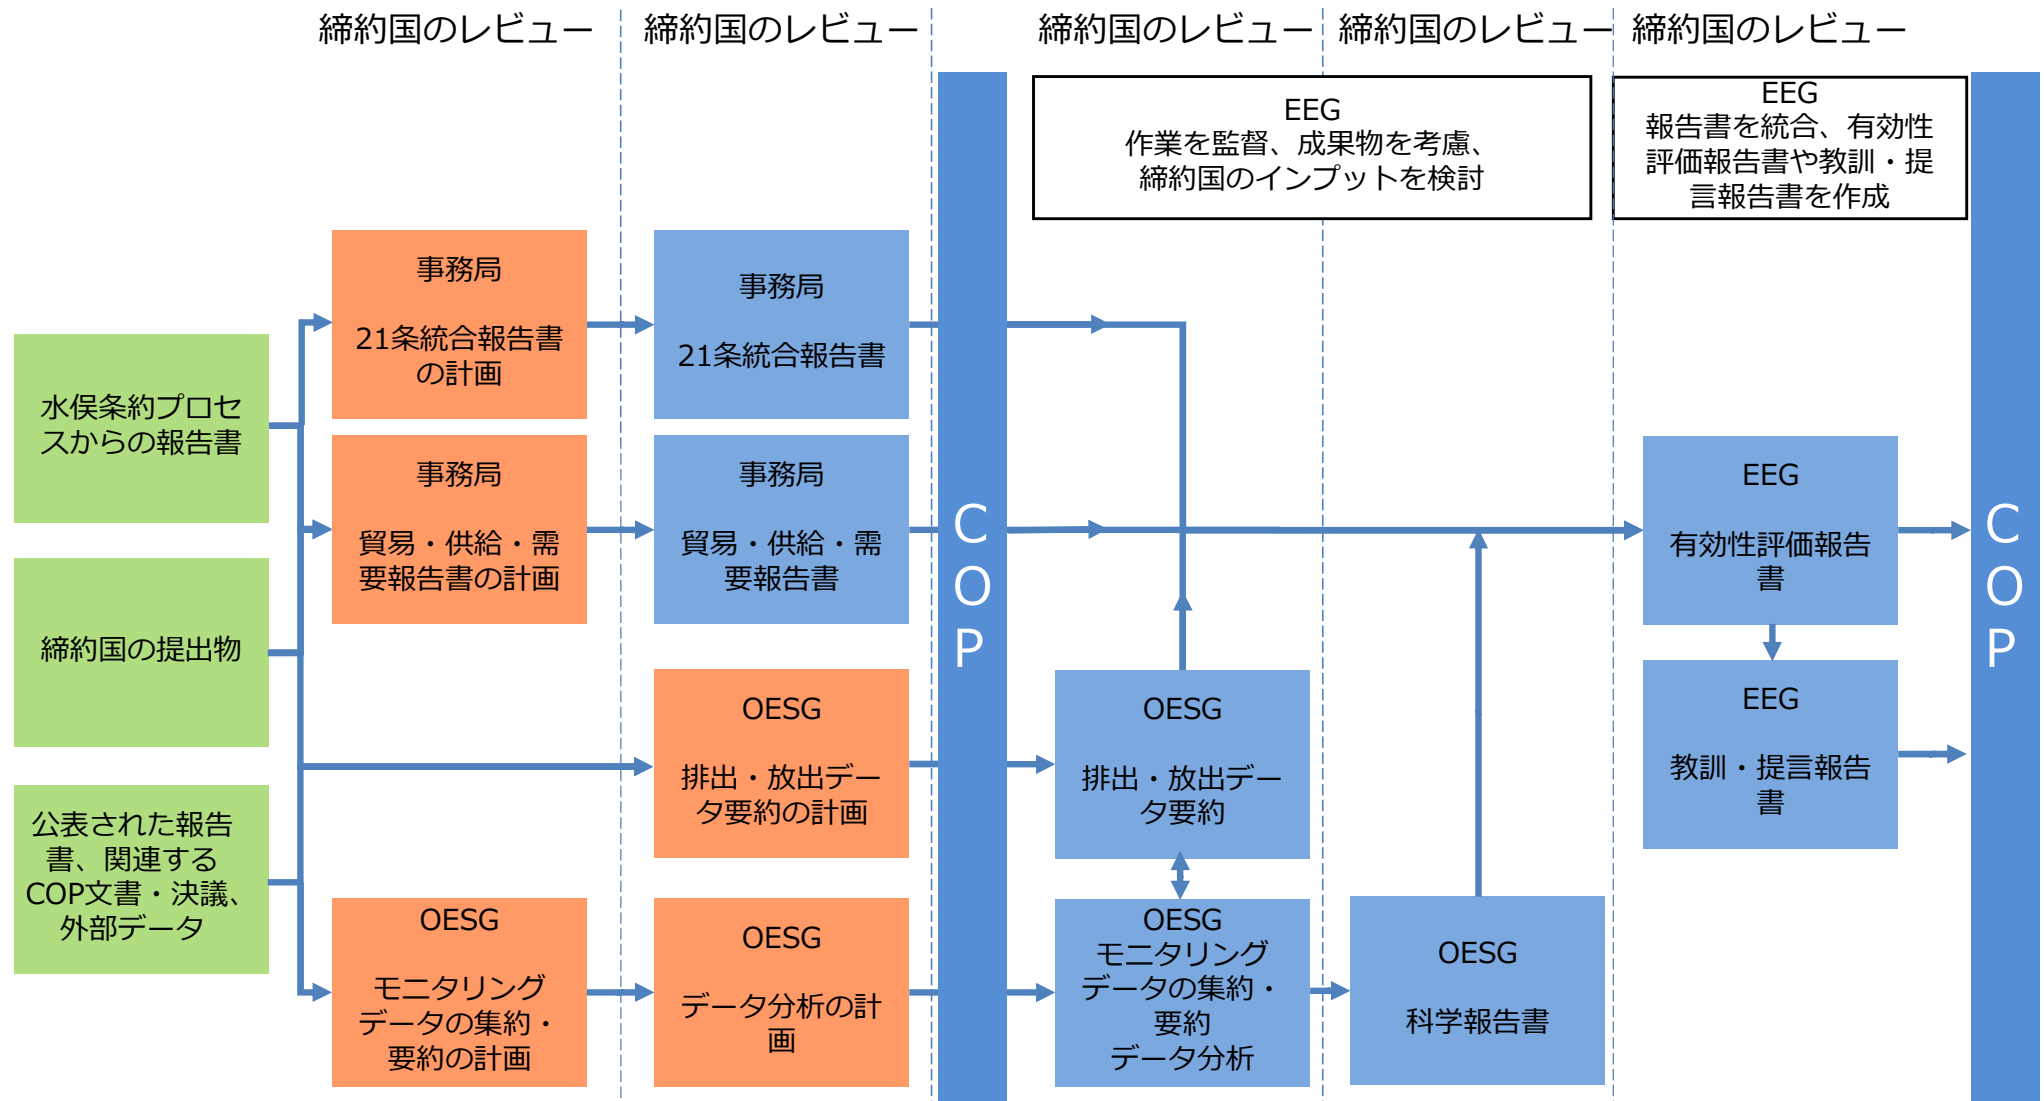 締約国のレビュー
締約国のレビュー
締約国のレビュー
締約国のレビュー
締約国のレビュー
EEG
作業を監督、成果物を考慮、
締約国のインプットを検討
EEG
報告書を統合、有効性
評価報告書や教訓・提
言報告書を作成
水俣条約プロセ
スからの報告書
締約国の提出物
公表された報告
書、関連する
COP文書・決議、
外部データ
事務局
21条統合報告書
の計画
事務局
貿易・供給・需
要報告書の計画
OESG
モニタリング
データの集約・
要約の計画
事務局
21条統合報告書
事務局
貿易・供給・需
要報告書
OESG
排出・放出デー
タ要約の計画
OESG
データ分析の計
画
C
O
P
OESG
排出・放出デー
タ要約
OESG
モニタリング
データの集約・
要約
データ分析
OESG
科学報告書
EEG
有効性評価報告
書
EEG
教訓・提言報告
書
C
O
P